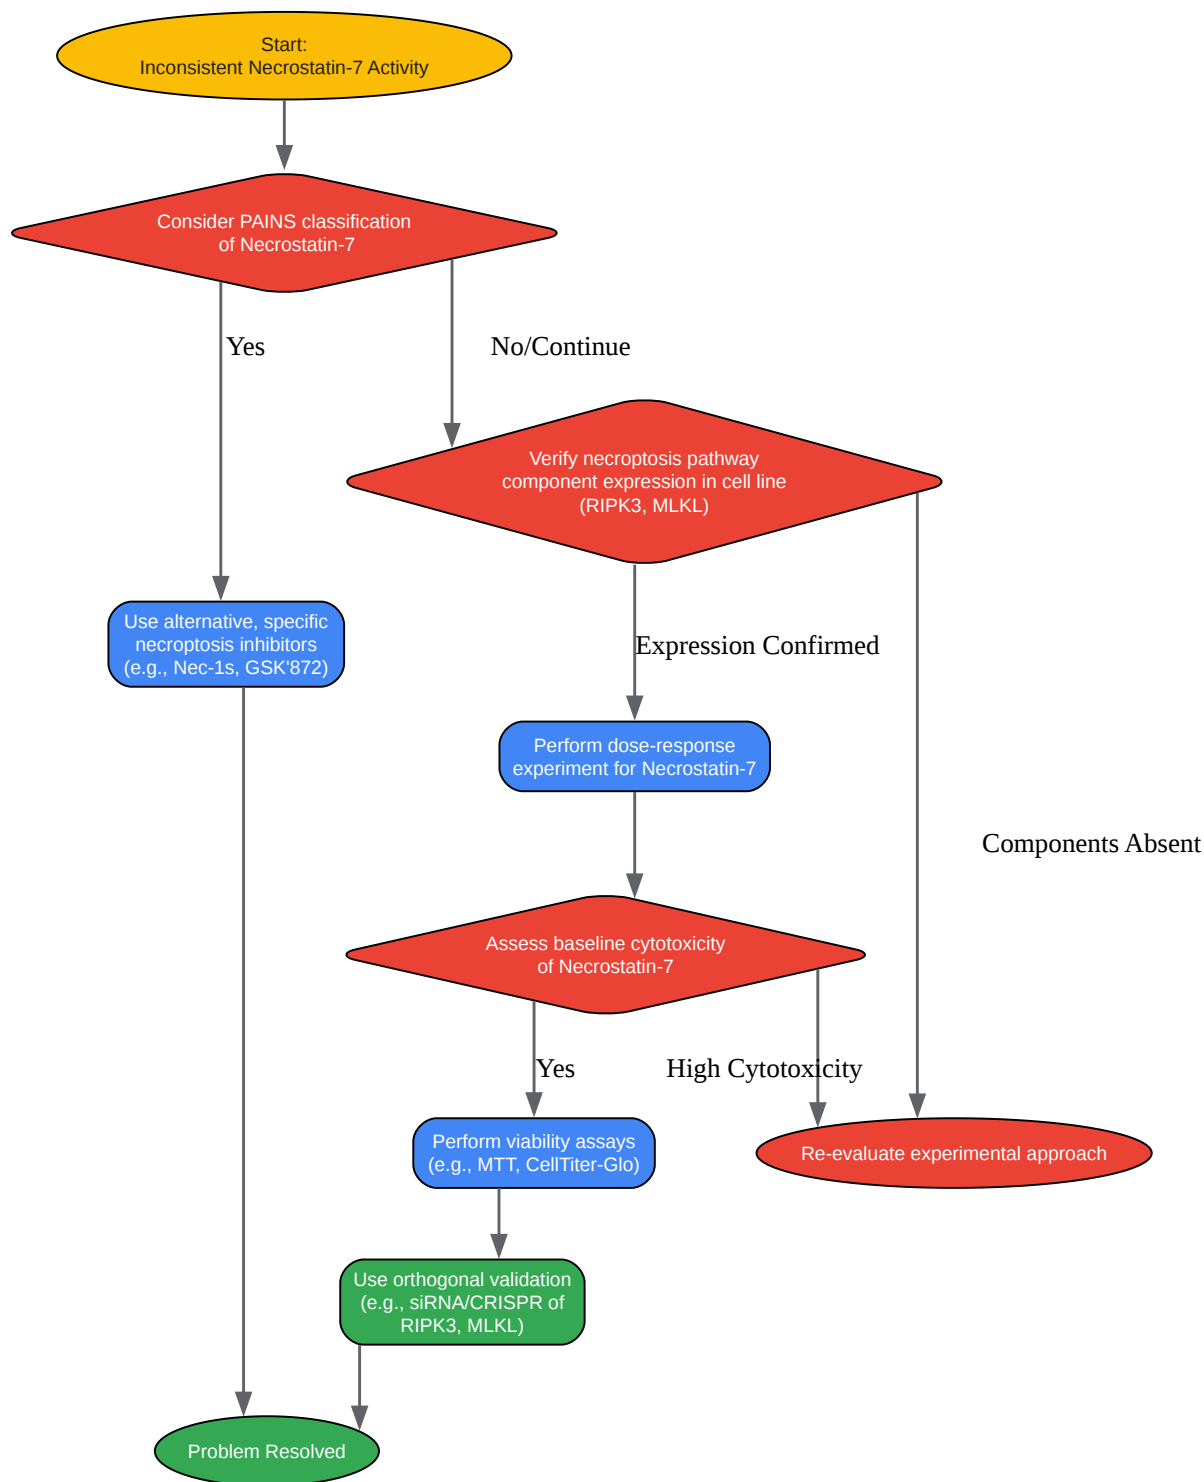 Start:
Inconsistent Necrostatin-7 Activity
Consider PAINS classification
of Necrostatin-7
Yes
No/Continue
Verify necroptosis pathway
component expression in cell line
(RIPK3, MLKL)
Use alternative, specific
necroptosis inhibitors
(e.g., Nec-1s, GSK'872)
Expression Confirmed
Perform dose-response
experiment for Necrostatin-7
Components Absent
Assess baseline cytotoxicity
of Necrostatin-7
Yes
High Cytotoxicity
Perform viability assays
(e.g., MTT, CellTiter-Glo)
Re-evaluate experimental approach
Use orthogonal validation
(e.g., siRNA/CRISPR of
RIPK3, MLKL)
Problem Resolved